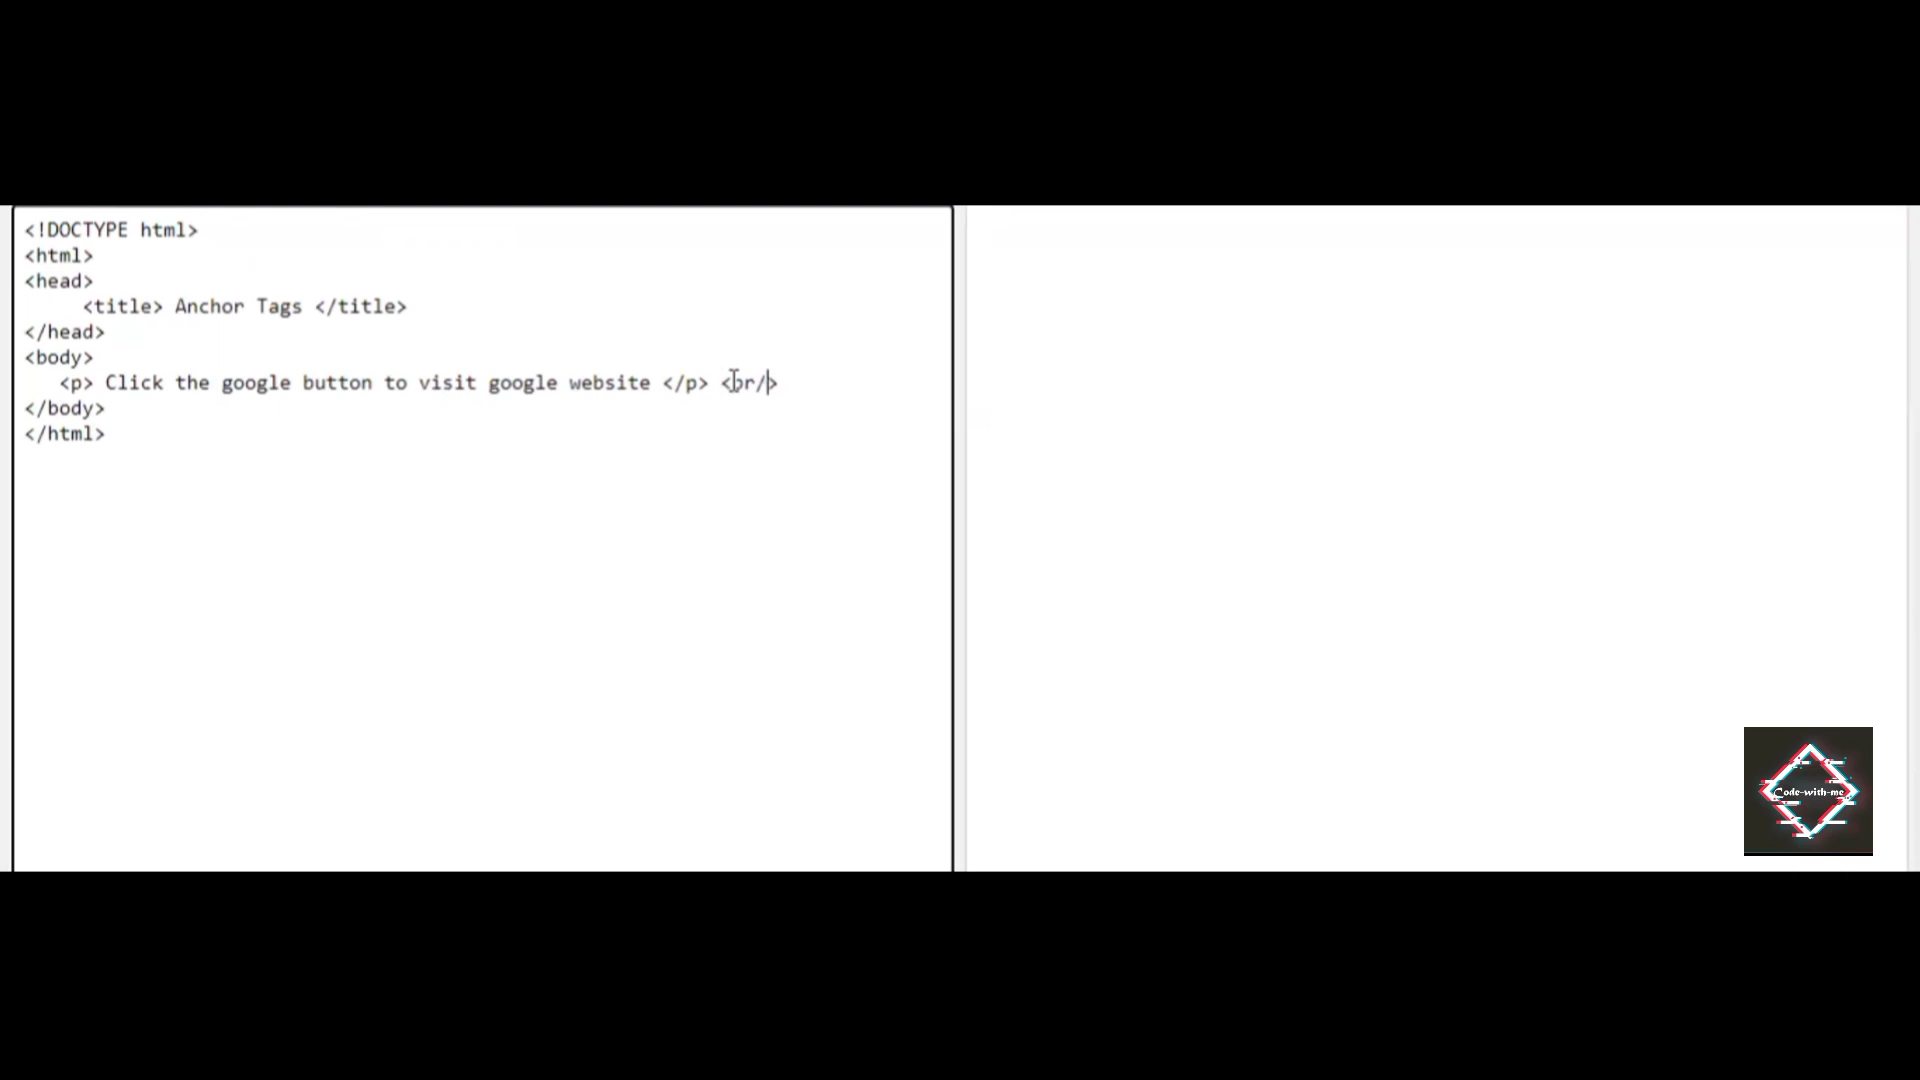 <!DOCTYPE html>
<html>
<head>
<title> Anchor Tags </title>
</head>
<body>
<p> Click the google button to visit google website </p> <br/>
</body>
</html>
Code-with-me